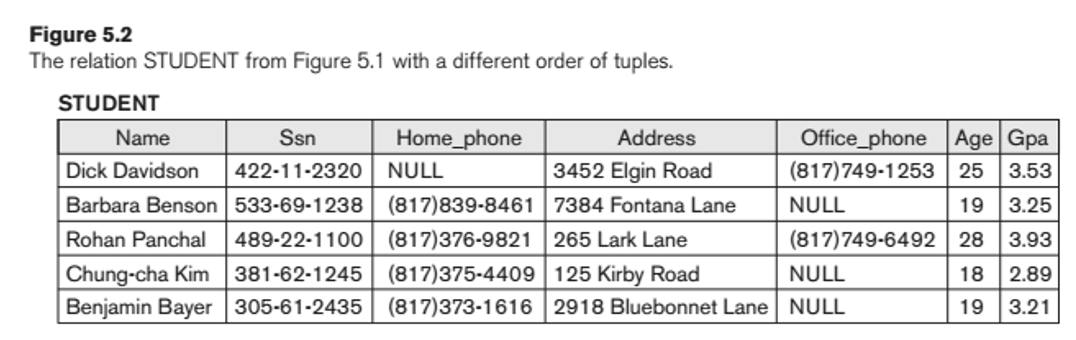 Figure 5.2
The relation STUDENT from Figure 5.1 with a different order of tuples.
STUDENT
Name Ssn Home_phone Address Office_phone Age Gpa
Dick Davidson 422-11-2320 NULL 3452 Elgin Road (817)749-1253 25 3.53
Barbara Benson 533-69-1238 (817)839-8461 7384 Fontana Lane NULL 19 3.25
Rohan Panchal 489-22-1100 (817)376-9821 265 Lark Lane (817)749-6492 28 3.93
Chung-cha Kim 381-62-1245 (817)375-4409 125 Kirby Road NULL 18 2.89
Benjamin Bayer 305-61-2435 (817)373-1616 2918 Bluebonnet Lane NULL 19 3.21